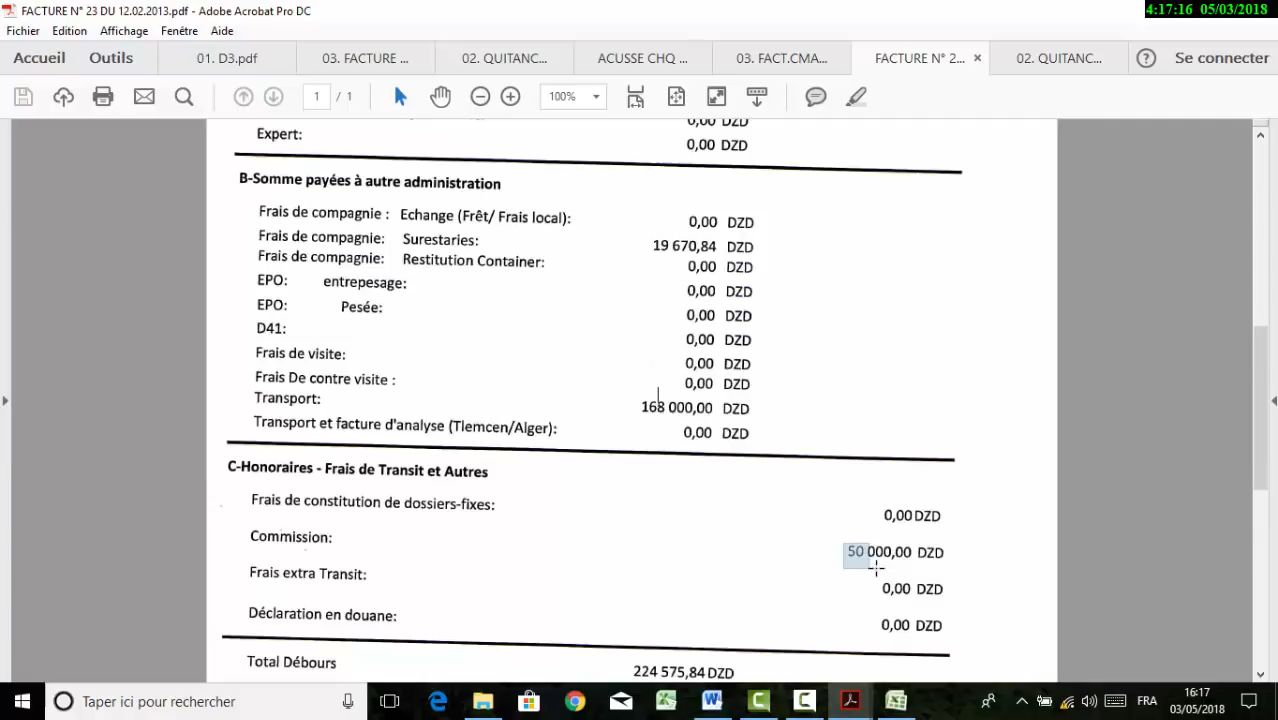 FACTURE N° 23 DU 12.02.2013.pdf - Adobe Acrobat Pro DC
4:17:16 05/03/2018
Fichier Edition Affichage Fenêtre Aide
Accueil Outils 01. D3.pdf 03. FACTURE ... 02. QUITANC... ACUSSE CHQ ... 03. FACT.CMA... FACTURE N° 2... × 02. QUITANC... ? Se connecter
1 / 1 100%
0,00 DZD
Expert: 0,00 DZD
B-Somme payées à autre administration
Frais de compagnie : Echange (Frêt/ Frais local): 0,00 DZD
Frais de compagnie: Surestaries: 19 670,84 DZD
Frais de compagnie: Restitution Container: 0,00 DZD
EPO: entrepesage: 0,00 DZD
EPO: Pesée: 0,00 DZD
D41: 0,00 DZD
Frais de visite: 0,00 DZD
Frais De contre visite : 0,00 DZD
Transport: 168 000,00 DZD
Transport et facture d'analyse (Tlemcen/Alger): 0,00 DZD
C-Honoraires - Frais de Transit et Autres
Frais de constitution de dossiers-fixes: 0,00 DZD
Commission: 50 000,00 DZD
Frais extra Transit: 0,00 DZD
Déclaration en douane: 0,00 DZD
Total Débours 224 575,84 DZD
Taper ici pour rechercher
FRA
16:17
03/05/2018